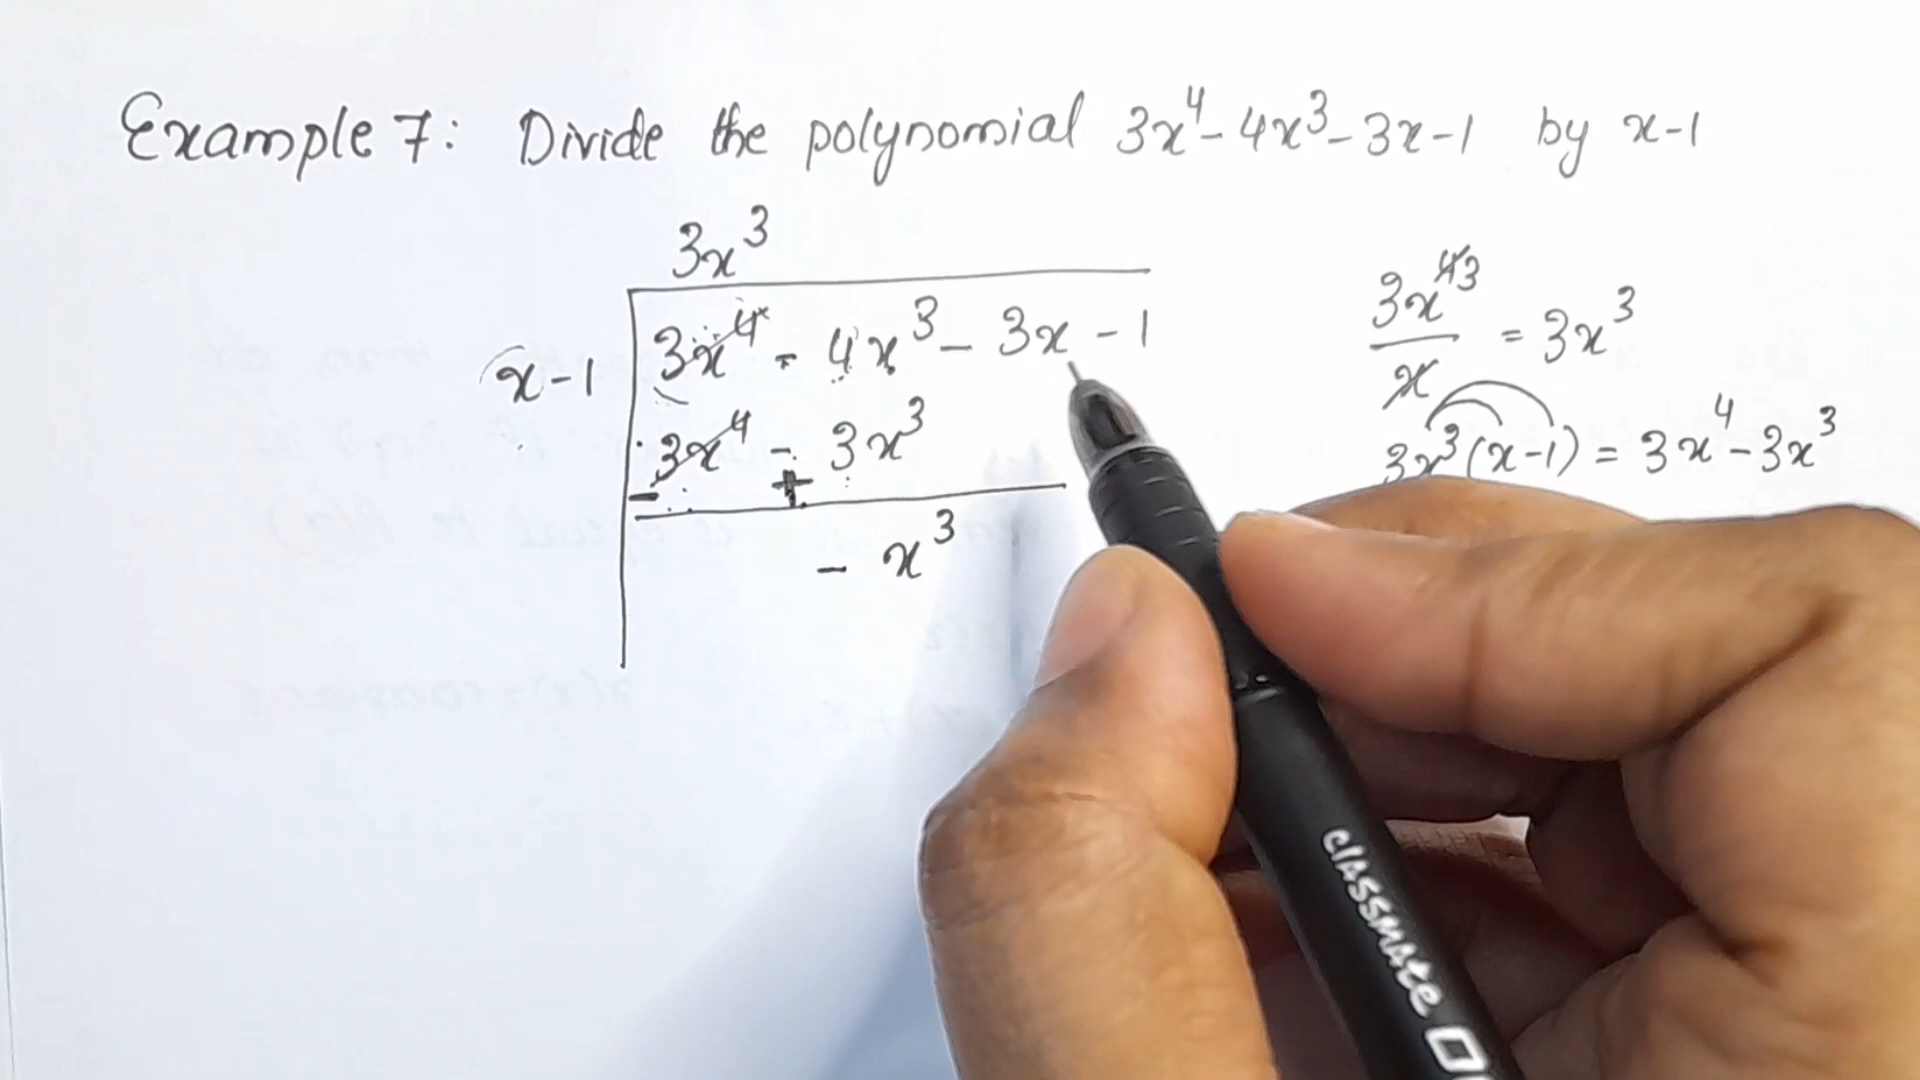 Example 7: Divide the polynomial 3x⁴ - 4x³ - 3x - 1 by x - 1
3x³
x - 1 3x⁴ - 4x³ - 3x - 1
3x⁴ - 3x³
- +
- x³
3x⁴³
x
= 3x³
3x³(x - 1) = 3x⁴ - 3x³
classmate